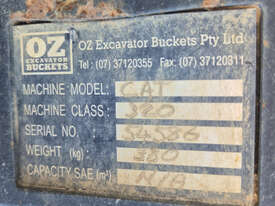 OZ
EXCAVATOR
BUCKETS
OZ Excavator Buckets Pty Ltd
Tel : (07) 37120355 Fax: (07) 37120311
MACHINE MODEL: CAT
MACHINE CLASS: 320
SERIAL NO. 54586
WEIGHT (kg):
CAPACITY SAE (m³) N/A